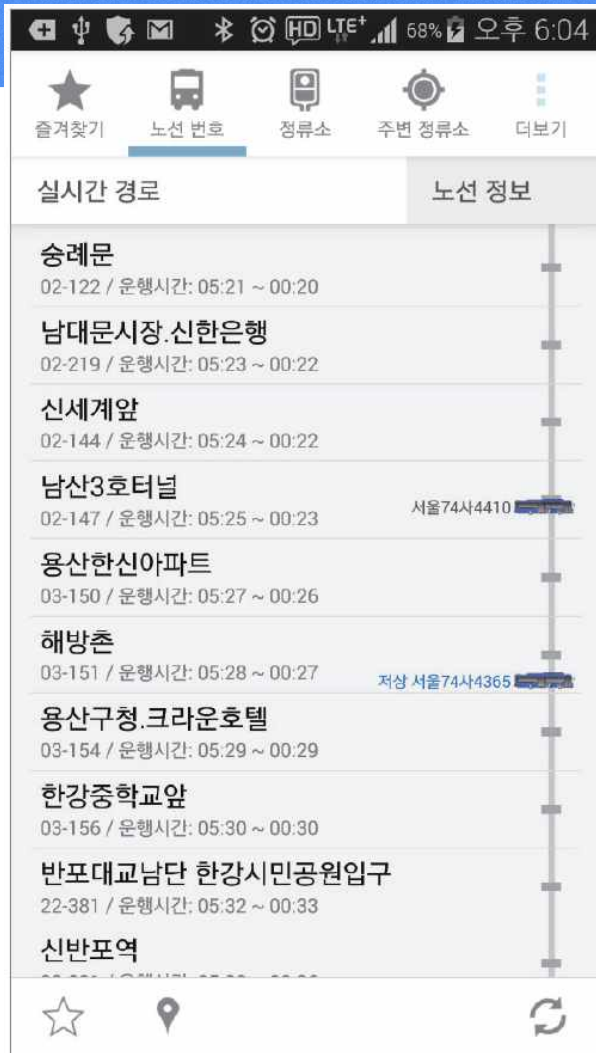 HD LTE+ 68% 오후 6:04
즐겨찾기 노선 번호 정류소 주변 정류소 더보기
실시간 경로 노선 정보
숭례문
02-122 / 운행시간: 05:21 ~ 00:20
남대문시장.신한은행
02-219 / 운행시간: 05:23 ~ 00:22
신세계앞
02-144 / 운행시간: 05:24 ~ 00:22
남산3호터널
02-147 / 운행시간: 05:25 ~ 00:23
서울74사4410
용산한신아파트
03-150 / 운행시간: 05:27 ~ 00:26
해방촌
03-151 / 운행시간: 05:28 ~ 00:27
저상 서울74사4365
용산구청.크라운호텔
03-154 / 운행시간: 05:29 ~ 00:29
한강중학교앞
03-156 / 운행시간: 05:30 ~ 00:30
반포대교남단 한강시민공원입구
22-381 / 운행시간: 05:32 ~ 00:33
신반포역